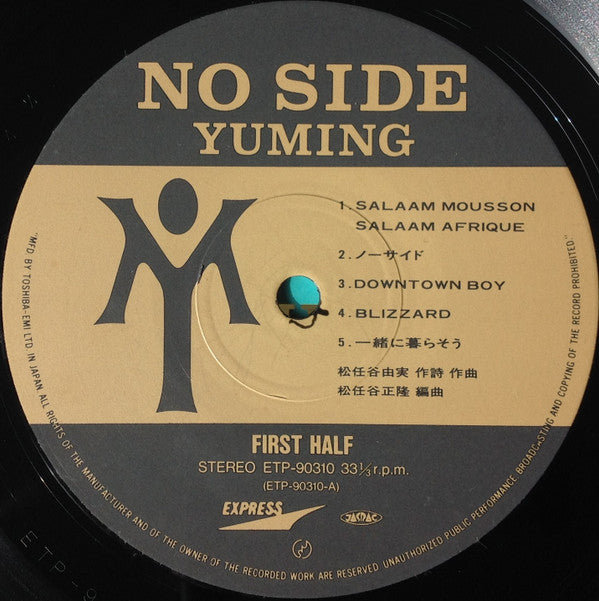 NO SIDE
YUMING
1. SALAAM MOUSSON
SALAAM AFRIQUE
2. ノーサイド
3. DOWNTOWN BOY
4. BLIZZARD
5. 一緒に暮らそう
松任谷由実 作詩 作曲
松任谷正隆 編曲
FIRST HALF
STEREO ETP-90310 33⅓r.p.m.
(ETP-90310-A)
EXPRESS
JASRAC
"MFD BY TOSHIBA-EMI LTD. IN JAPAN. ALL RIGHTS OF THE MANUFACTURER AND OF THE OWNER OF THE RECORDED WORK ARE RESERVED UNAUTHORIZED PUBLIC PERFORMANCE BROADCASTING AND COPYING OF THE RECORD PROHIBITED."
ETP-9